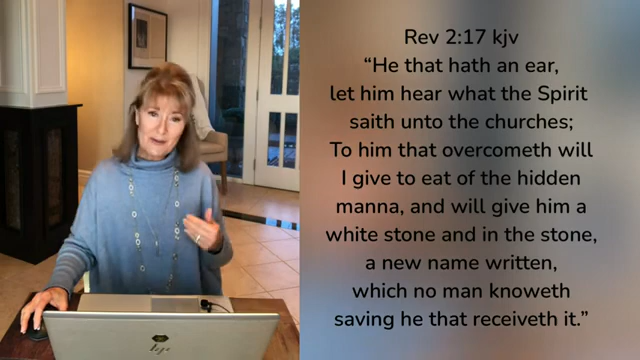 Rev 2:17 kjv
“He that hath an ear,
let him hear what the Spirit
saith unto the churches;
To him that overcometh will
I give to eat of the hidden
manna, and will give him a
white stone and in the stone,
a new name written,
which no man knoweth
saving he that receiveth it.”